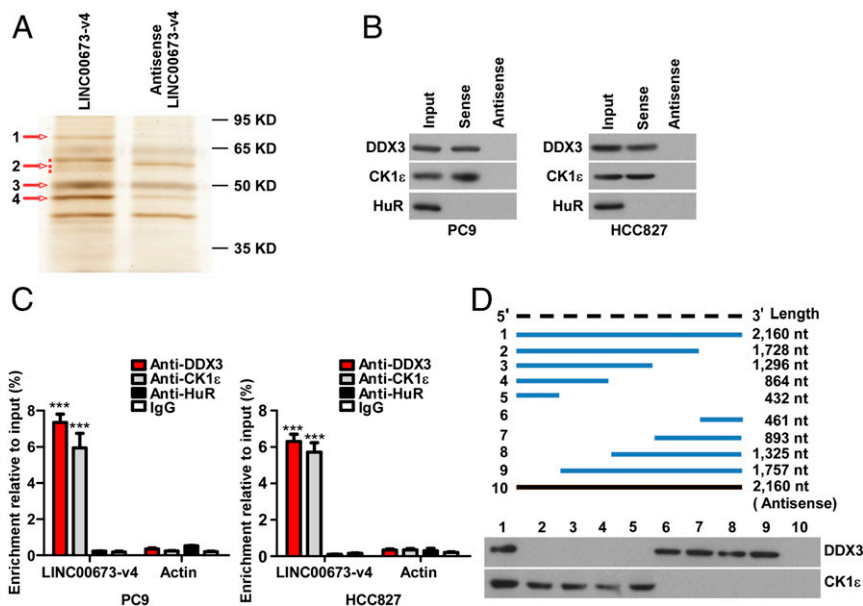 A
LINC00673-v4
Antisense
LINC00673-v4
95 KD
65 KD
50 KD
35 KD
1
2
3
4
B
Input
Sense
Antisense
DDX3
CK1ε
HuR
PC9
Input
Sense
Antisense
DDX3
CK1ε
HuR
HCC827
C
Enrichment relative to input (%)
8
6
4
2
0
Anti-DDX3
Anti-CK1ε
Anti-HuR
IgG
***
***
LINC00673-v4
Actin
PC9
Enrichment relative to input (%)
8
6
4
2
0
Anti-DDX3
Anti-CK1ε
Anti-HuR
IgG
***
***
LINC00673-v4
Actin
HCC827
D
5' 3' Length
1 2,160 nt
2 1,728 nt
3 1,296 nt
4 864 nt
5 432 nt
6 461 nt
7 893 nt
8 1,325 nt
9 1,757 nt
10 2,160 nt
( Antisense)
1 2 3 4 5 6 7 8 9 10
DDX3
CK1ε